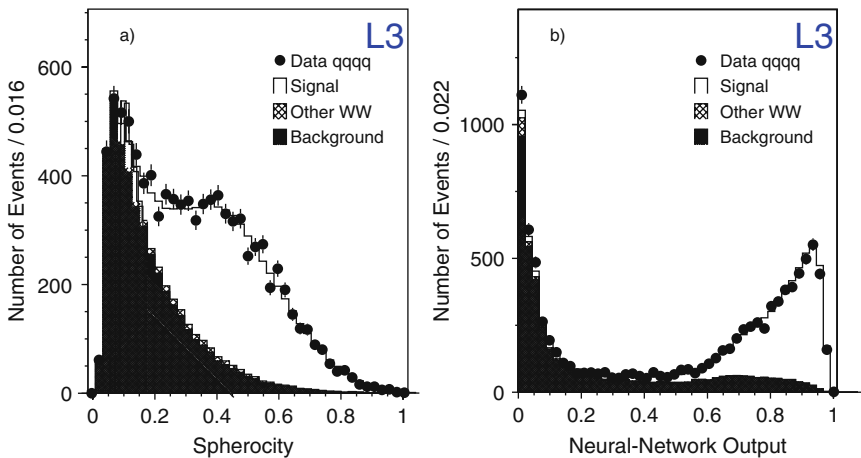 a)
L3
Data qqqq
Signal
Other WW
Background
Number of Events / 0.016
600
400
200
0
0
0.2
0.4
0.6
0.8
1
Spherocity
b)
L3
Data qqqq
Signal
Other WW
Background
Number of Events / 0.022
1000
500
0
0
0.2
0.4
0.6
0.8
1
Neural-Network Output